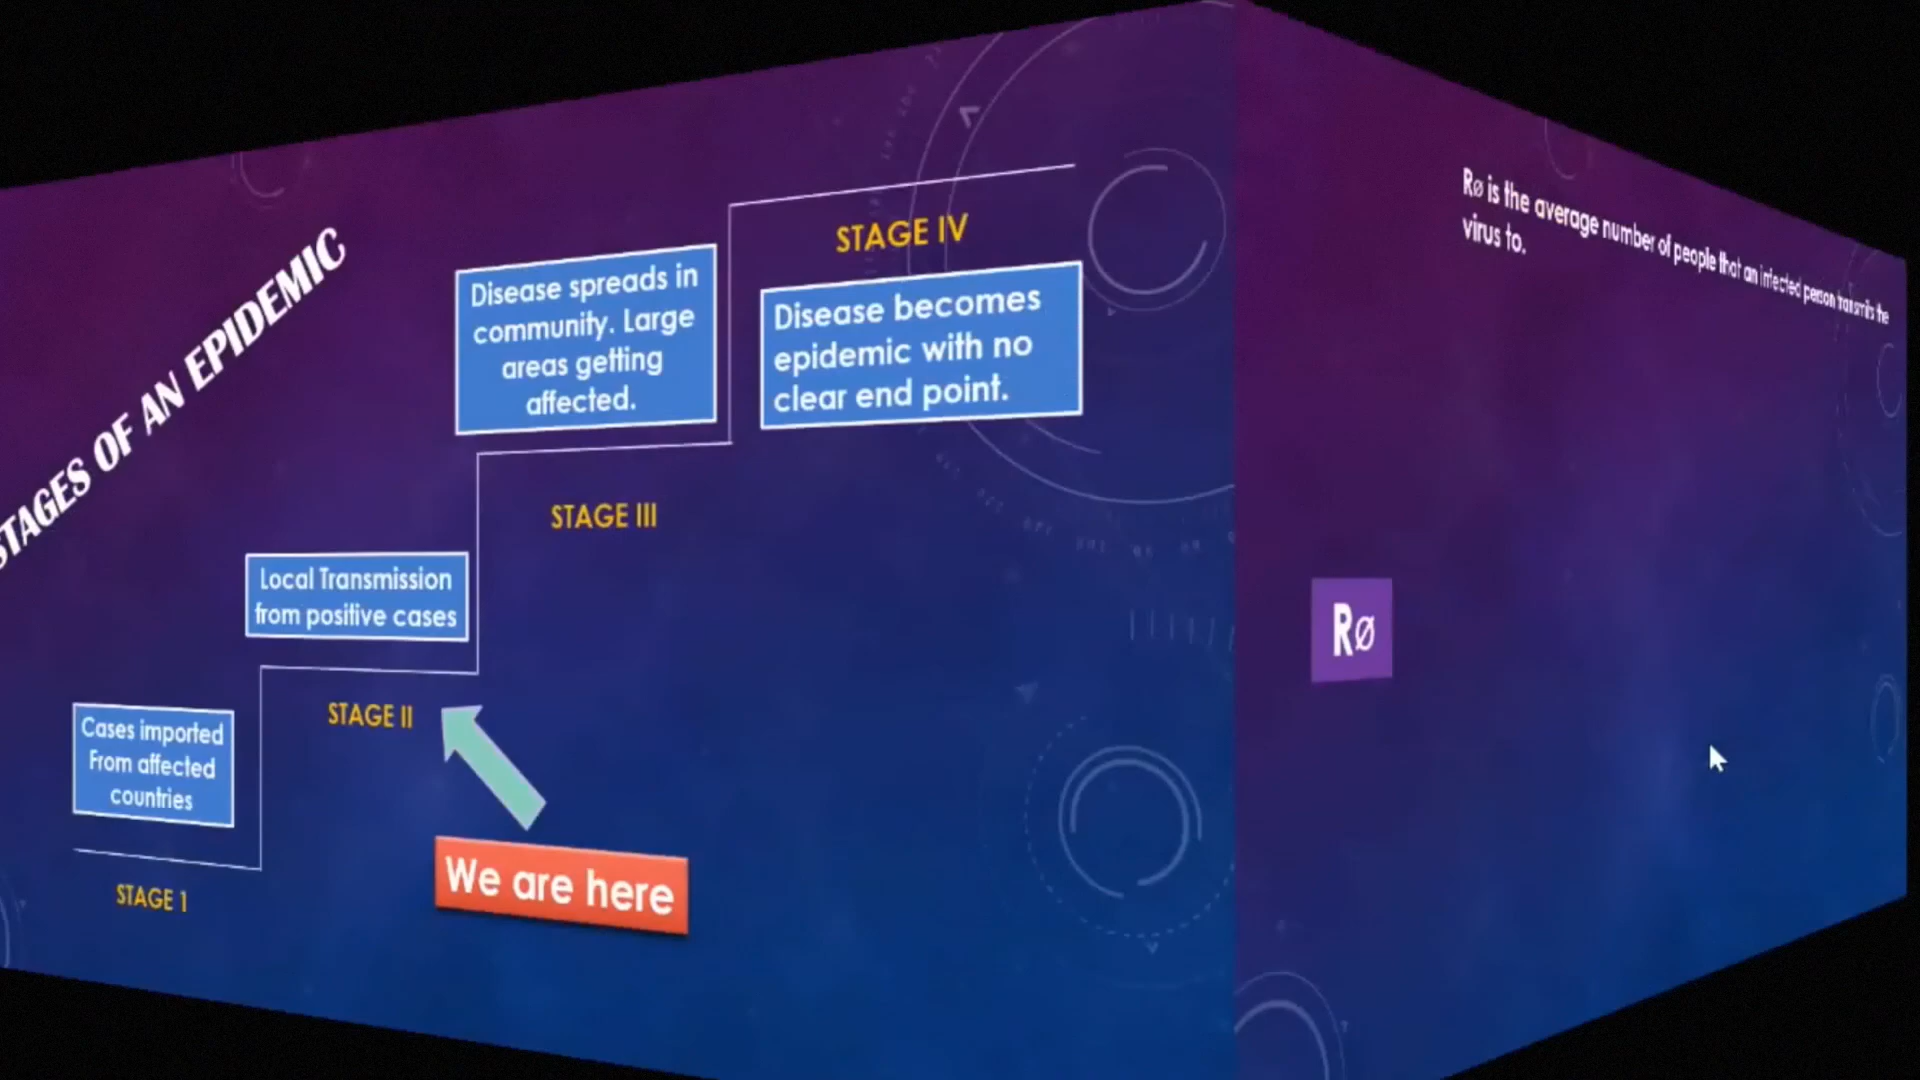 STAGES OF AN EPIDEMIC
STAGE IV
Disease spreads in
community. Large
areas getting
affected.
Disease becomes
epidemic with no
clear end point.
STAGE III
Local Transmission
from positive cases
STAGE II
Cases imported
From affected
countries
STAGE 1
We are here
Rø is the average number of people that an infected person transmits the
virus to.
Rø